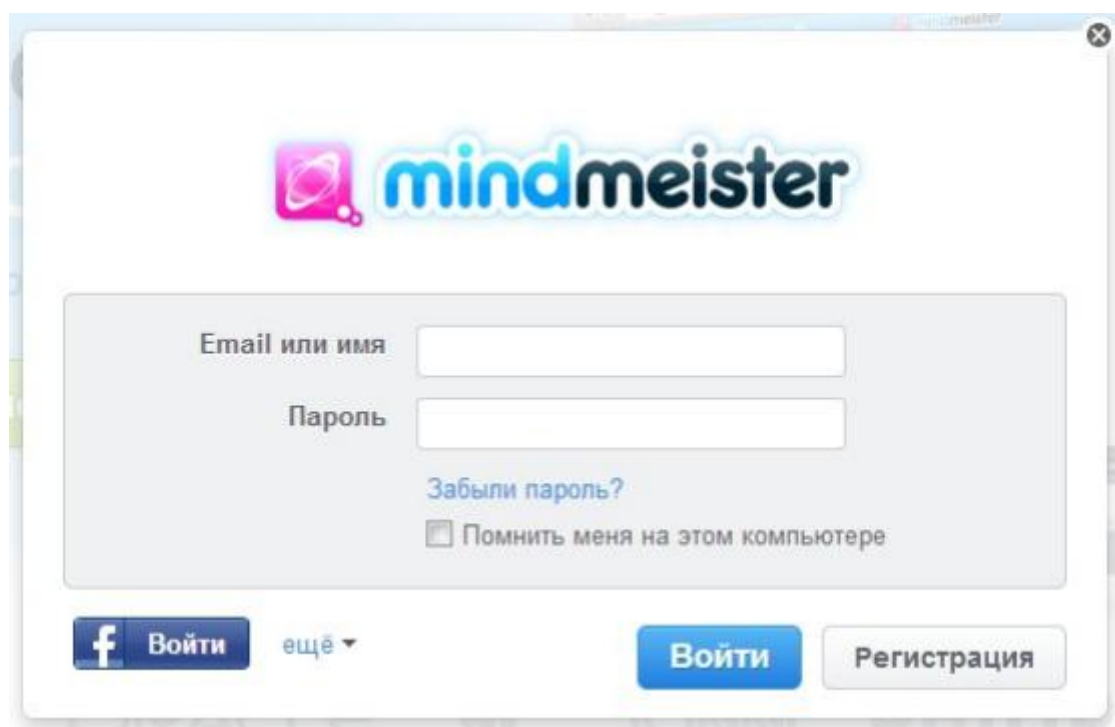 mindmeister
Email или имя
Пароль
Забыли пароль?
Помнить меня на этом компьютере
f Войти ещё
Войти Регистрация